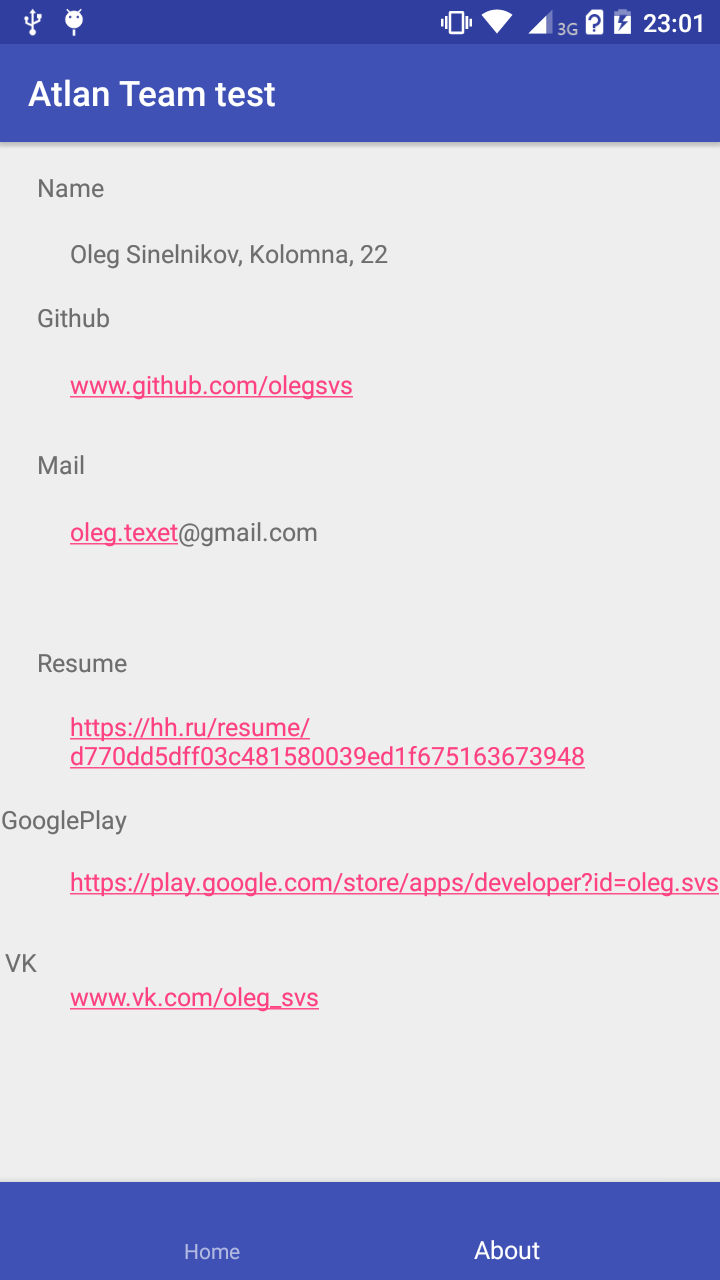 3G 23:01
Atlan Team test
Name
Oleg Sinelnikov, Kolomna, 22
Github
www.github.com/olegsvs
Mail
oleg.texet@gmail.com
Resume
https://hh.ru/resume/
d770dd5dff03c481580039ed1f675163673948
GooglePlay
https://play.google.com/store/apps/developer?id=oleg.svs
VK
www.vk.com/oleg_svs
Home About